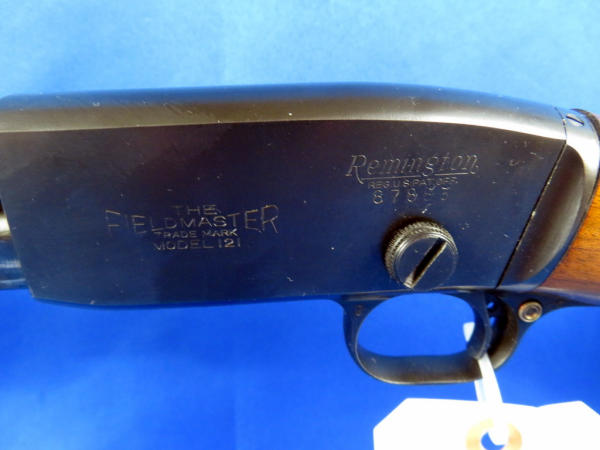 THE
FIELDMASTER
TRADE MARK
MODEL 121
Remington
REG. U.S. PAT. OFF.